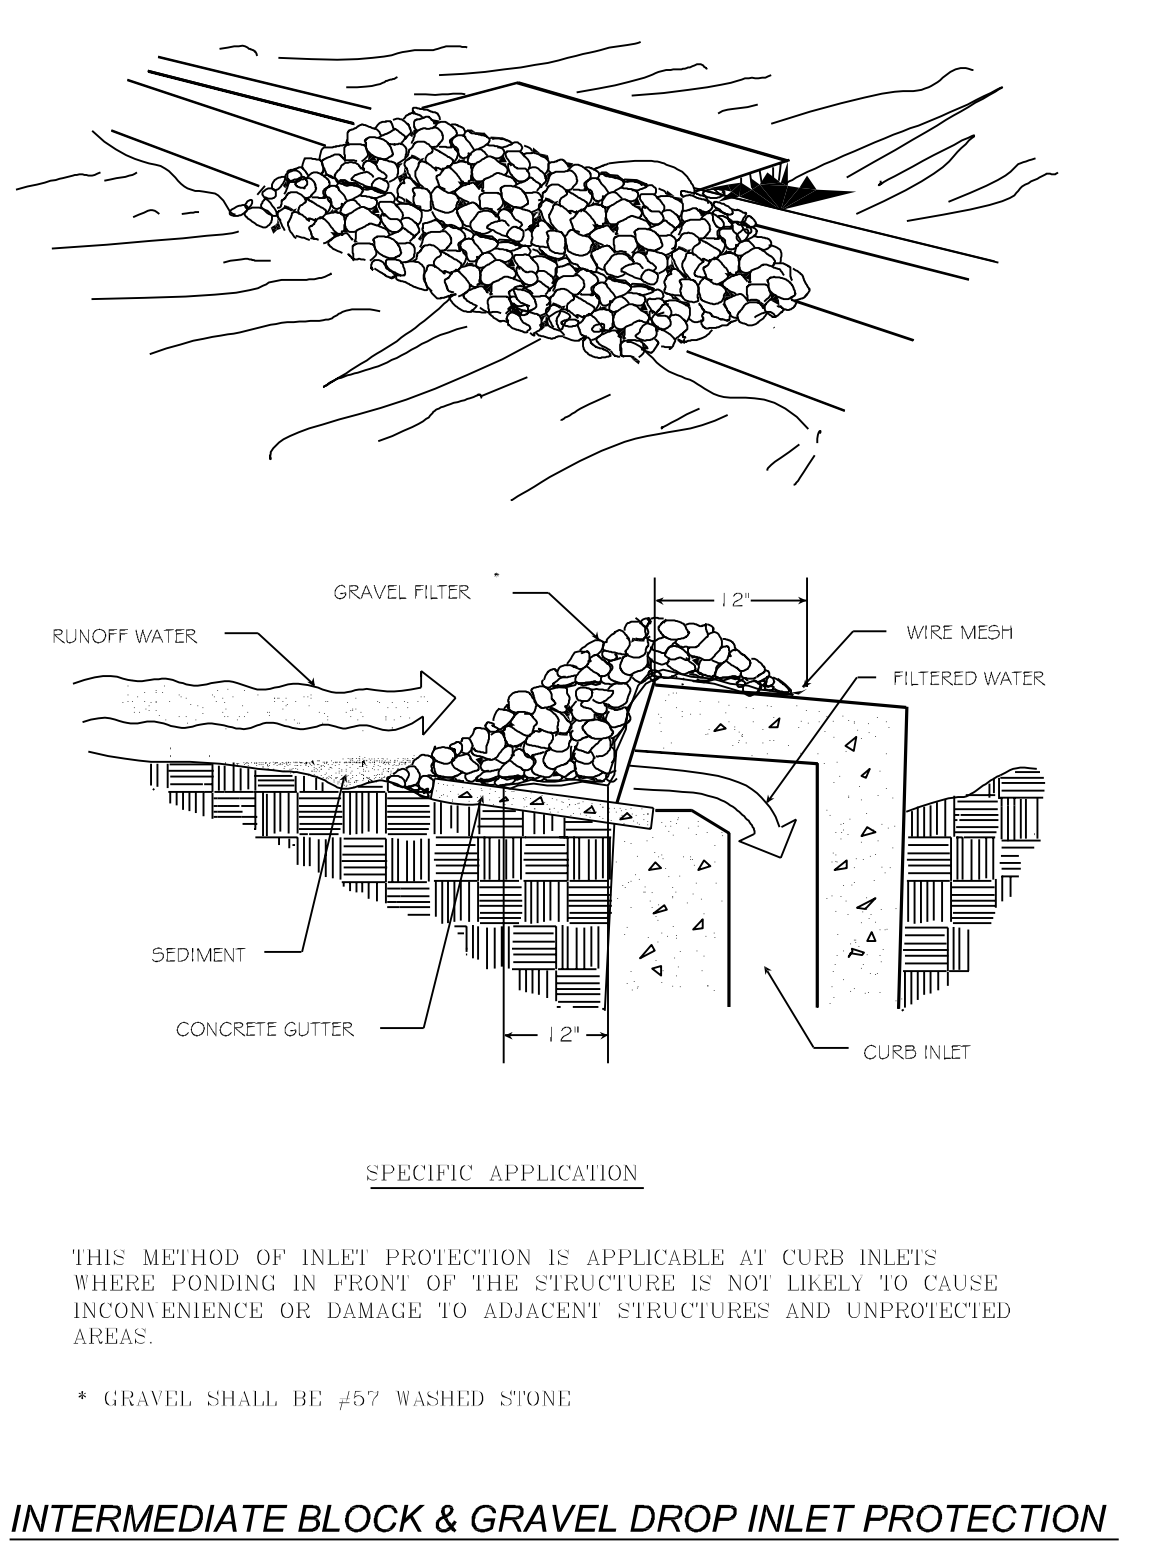 *
GRAVEL FILTER
12"
RUNOFF WATER
WIRE MESH
FILTERED WATER
SEDIMENT
CONCRETE GUTTER
12"
CURB INLET
SPECIFIC APPLICATION
THIS METHOD OF INLET PROTECTION IS APPLICABLE AT CURB INLETS
WHERE PONDING IN FRONT OF THE STRUCTURE IS NOT LIKELY TO CAUSE
INCONVENIENCE OR DAMAGE TO ADJACENT STRUCTURES AND UNPROTECTED
AREAS.
* GRAVEL SHALL BE #57 WASHED STONE
INTERMEDIATE BLOCK & GRAVEL DROP INLET PROTECTION